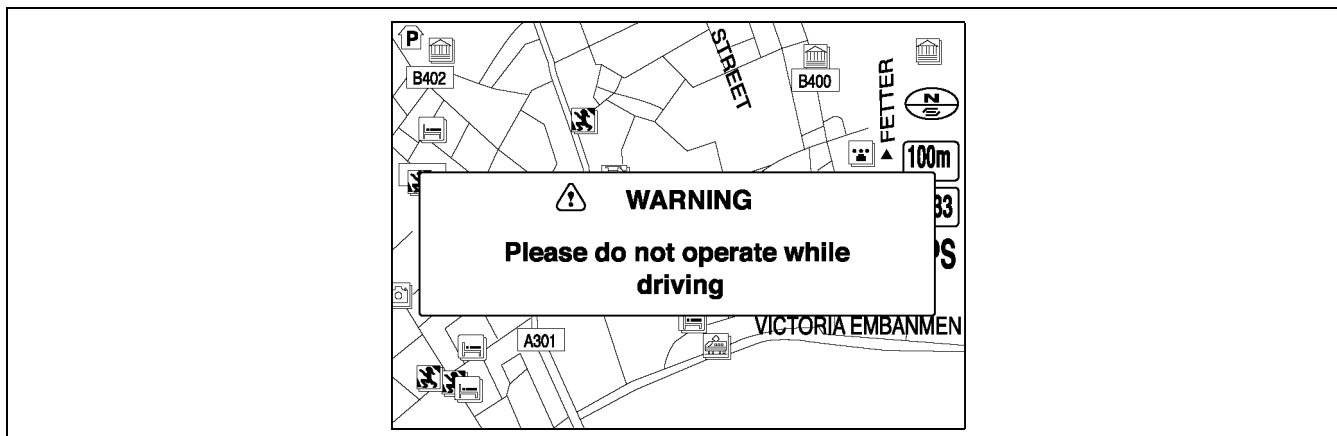 P
B402
STREET
B400
FETTER
N
S
100m
WARNING
33
Please do not operate while
driving
PS
VICTORIA EMBANMEN
A301